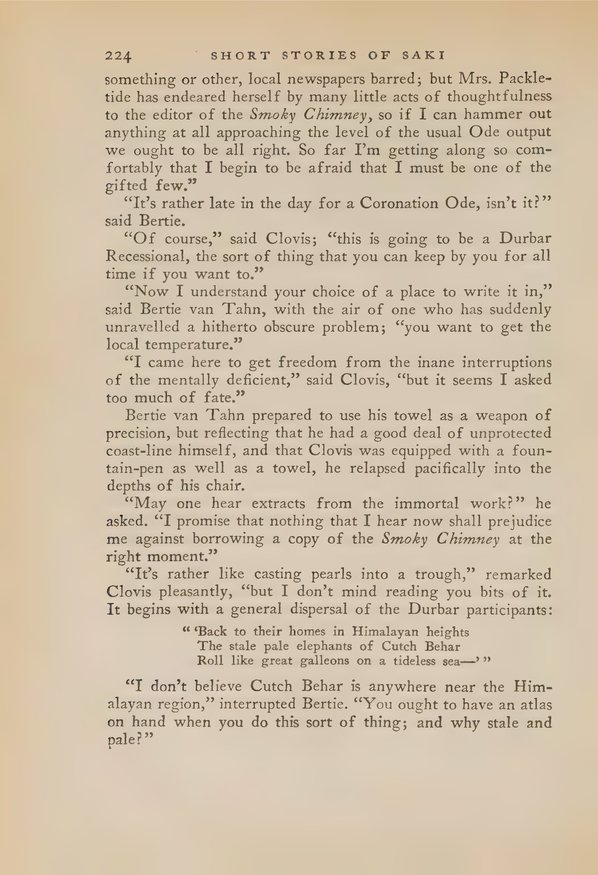 224 SHORT STORIES OF SAKI
something or other, local newspapers barred; but Mrs. Packle-
tide has endeared herself by many little acts of thoughtfulness
to the editor of the Smoky Chimney, so if I can hammer out
anything at all approaching the level of the usual Ode output
we ought to be all right. So far I'm getting along so com-
fortably that I begin to be afraid that I must be one of the
gifted few.”
“It's rather late in the day for a Coronation Ode, isn't it?”
said Bertie.
“Of course,” said Clovis; “this is going to be a Durbar
Recessional, the sort of thing that you can keep by you for all
time if you want to.”
“Now I understand your choice of a place to write it in,”
said Bertie van Tahn, with the air of one who has suddenly
unravelled a hitherto obscure problem; “you want to get the
local temperature.”
“I came here to get freedom from the inane interruptions
of the mentally deficient,” said Clovis, “but it seems I asked
too much of fate.”
Bertie van Tahn prepared to use his towel as a weapon of
precision, but reflecting that he had a good deal of unprotected
coast-line himself, and that Clovis was equipped with a foun-
tain-pen as well as a towel, he relapsed pacifically into the
depths of his chair.
“May one hear extracts from the immortal work?” he
asked. “I promise that nothing that I hear now shall prejudice
me against borrowing a copy of the Smoky Chimney at the
right moment.”
“It's rather like casting pearls into a trough,” remarked
Clovis pleasantly, “but I don't mind reading you bits of it.
It begins with a general dispersal of the Durbar participants:
“ ‘Back to their homes in Himalayan heights
The stale pale elephants of Cutch Behar
Roll like great galleons on a tideless sea—’ ”
“I don't believe Cutch Behar is anywhere near the Him-
alayan region,” interrupted Bertie. “You ought to have an atlas
on hand when you do this sort of thing; and why stale and
pale?”